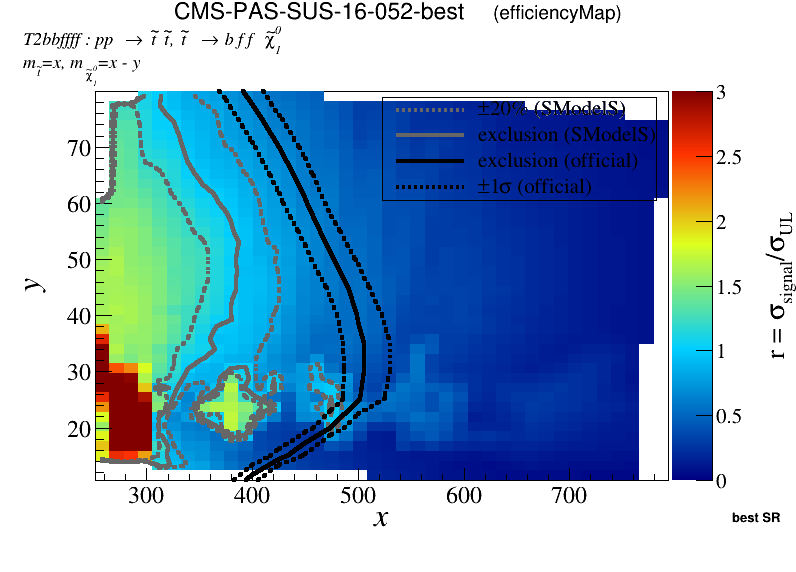 CMS-PAS-SUS-16-052-best (efficiencyMap)
T2bbffff : pp → t̃ t̃, t̃ → b f f χ̃₁⁰
m_t̃=x, m_χ̃₁⁰=x - y
±20% (SModelS)
exclusion (SModelS)
exclusion (official)
±1σ (official)
y
70
60
50
40
30
20
300 400 500 600 700
x
3
2.5
2
1.5
1
0.5
0
r = σ_signal/σ_UL
best SR